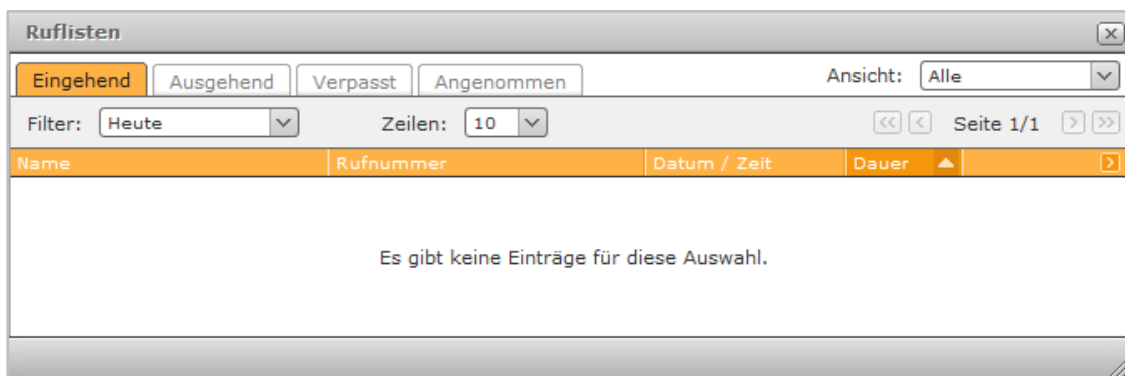 Ruflisten
Eingehend Ausgehend Verpasst Angenommen Ansicht: Alle
Filter: Heute Zeilen: 10 << < Seite 1/1 > >>
Name Rufnummer Datum / Zeit Dauer
Es gibt keine Einträge für diese Auswahl.